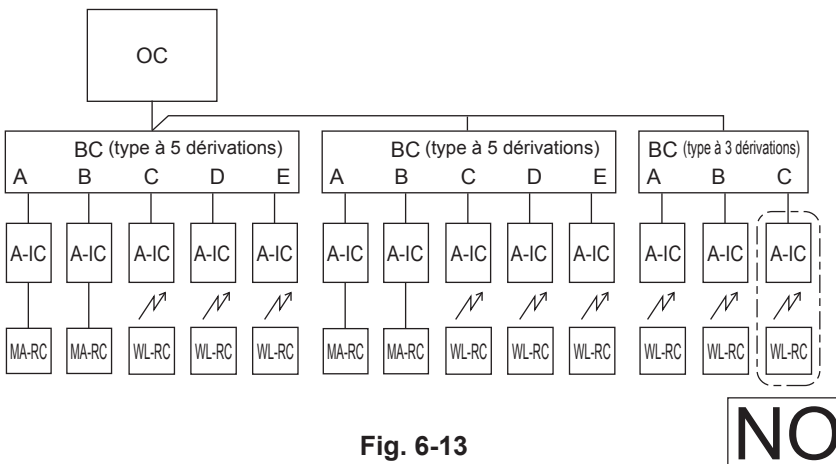 OC
BC (type à 5 dérivations) BC (type à 5 dérivations) BC (type à 3 dérivations)
A B C D E A B C D E A B C
A-IC A-IC A-IC A-IC A-IC A-IC A-IC A-IC A-IC A-IC A-IC A-IC A-IC
MA-RC MA-RC WL-RC WL-RC WL-RC MA-RC MA-RC WL-RC WL-RC WL-RC WL-RC WL-RC WL-RC
Fig. 6-13
NO